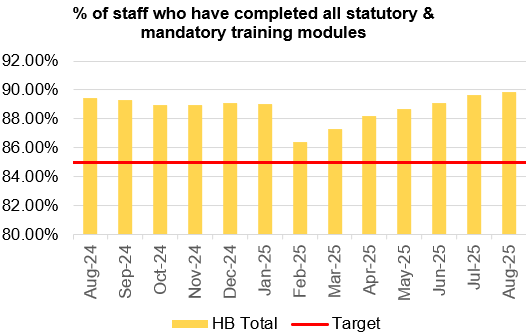 % of staff who have completed all statutory &
mandatory training modules
92.00%
90.00%
88.00%
86.00%
84.00%
82.00%
80.00%
Aug-24
Sep-24
Oct-24
Nov-24
Dec-24
Jan-25
Feb-25
Mar-25
Apr-25
May-25
Jun-25
Jul-25
Aug-25
HB Total
Target